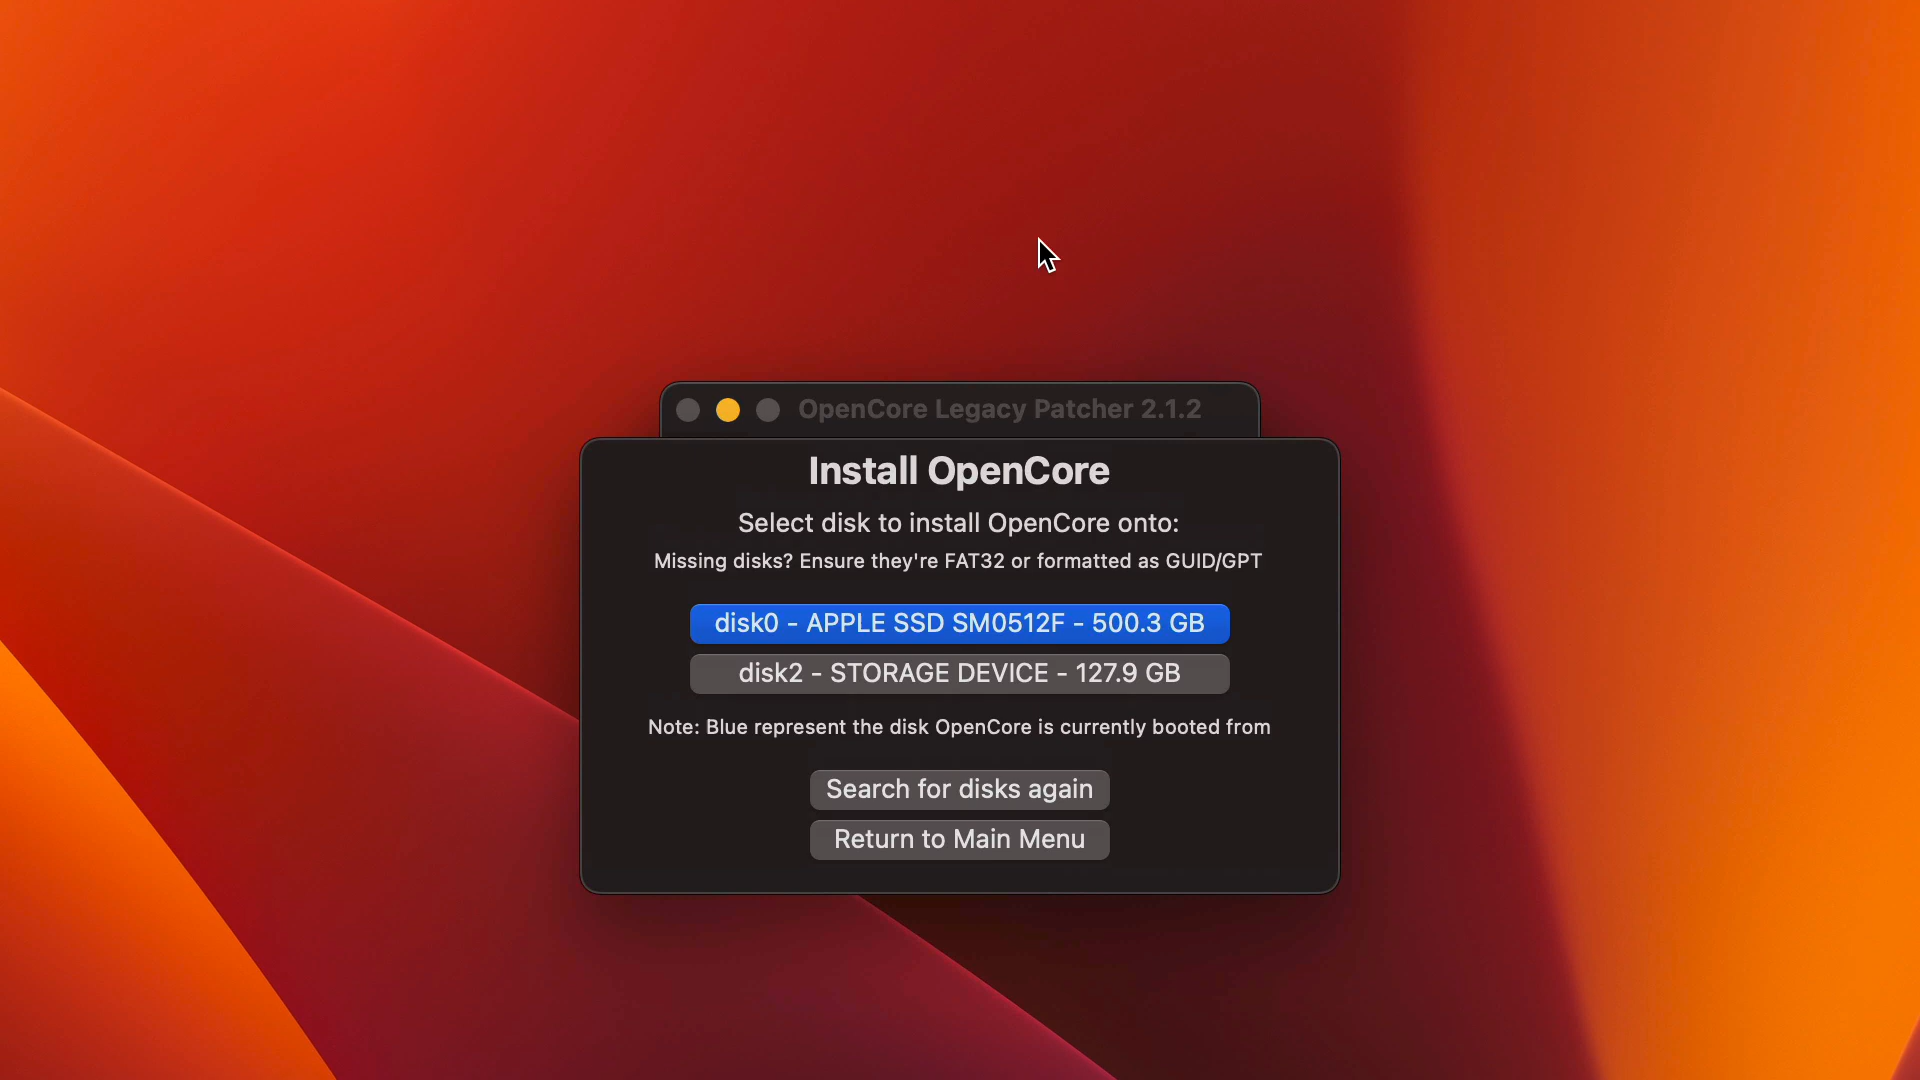 OpenCore Legacy Patcher 2.1.2
Install OpenCore
Select disk to install OpenCore onto:
Missing disks? Ensure they're FAT32 or formatted as GUID/GPT
disk0 - APPLE SSD SM0512F - 500.3 GB
disk2 - STORAGE DEVICE - 127.9 GB
Note: Blue represent the disk OpenCore is currently booted from
Search for disks again
Return to Main Menu